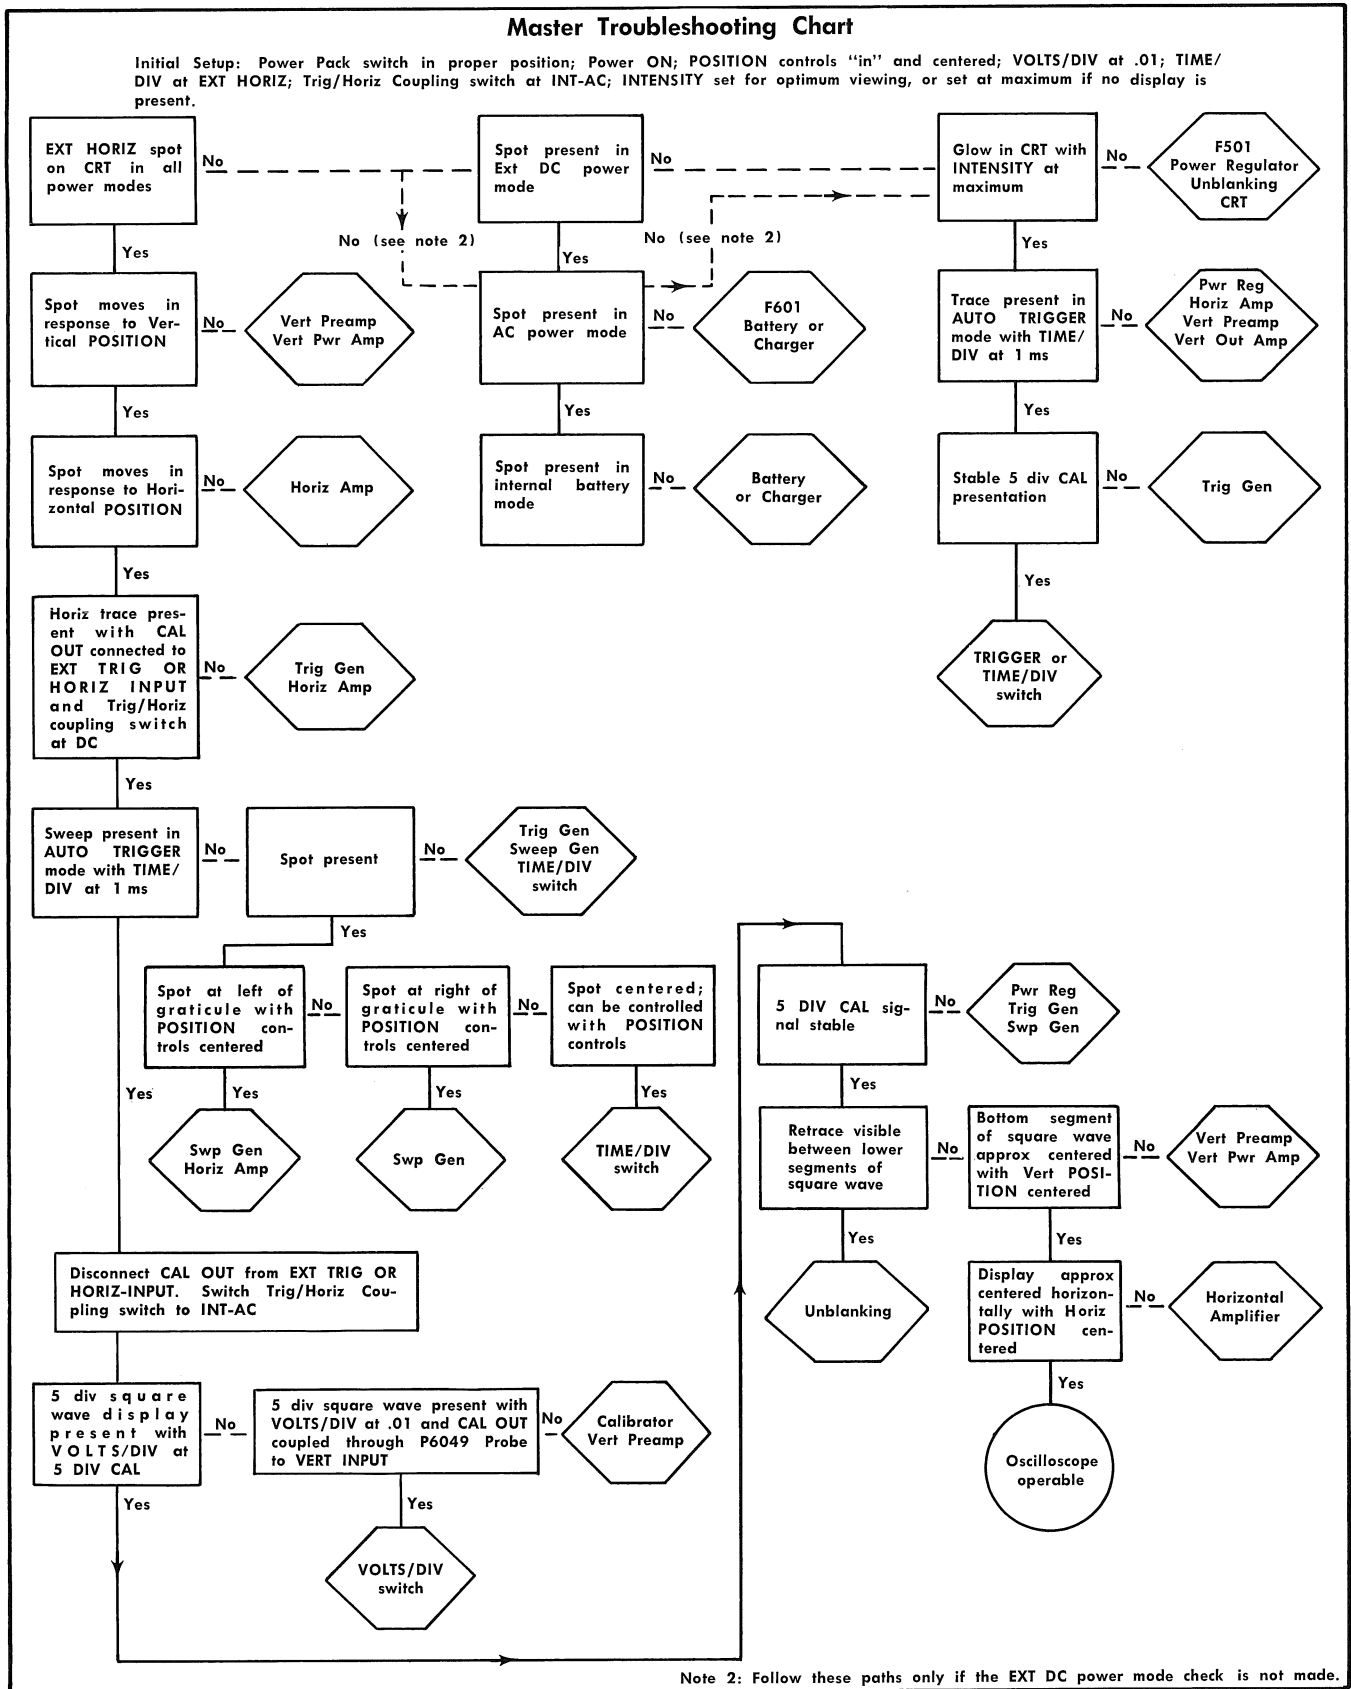 Master Troubleshooting Chart
Initial Setup: Power Pack switch in proper position; Power ON; POSITION controls “in” and centered; VOLTS/DIV at .01; TIME/
DIV at EXT HORIZ; Trig/Horiz Coupling switch at INT-AC; INTENSITY set for optimum viewing, or set at maximum if no display is
present.
EXT HORIZ spot
on CRT in all
power modes
No
Spot present in
Ext DC power
mode
No
Glow in CRT with
INTENSITY at
maximum
No
F501
Power Regulator
Unblanking
CRT
No (see note 2)
No (see note 2)
Yes
Yes
Yes
Spot moves in
response to Ver-
tical POSITION
No
Vert Preamp
Vert Pwr Amp
Spot present in
AC power mode
No
F601
Battery or
Charger
Trace present in
AUTO TRIGGER
mode with TIME/
DIV at 1 ms
No
Pwr Reg
Horiz Amp
Vert Preamp
Vert Out Amp
Yes
Yes
Yes
Spot moves in
response to Hori-
zontal POSITION
No
Horiz Amp
Spot present in
internal battery
mode
No
Battery
or Charger
Stable 5 div CAL
presentation
No
Trig Gen
Yes
Yes
Horiz trace pres-
ent with CAL
OUT connected to
EXT TRIG OR
HORIZ INPUT
and Trig/Horiz
coupling switch
at DC
No
Trig Gen
Horiz Amp
TRIGGER or
TIME/DIV
switch
Yes
Sweep present in
AUTO TRIGGER
mode with TIME/
DIV at 1 ms
No
Spot present
No
Trig Gen
Sweep Gen
TIME/DIV
switch
Yes
Spot at left of
graticule with
POSITION con-
trols centered
No
Spot at right of
graticule with
POSITION con-
trols centered
No
Spot centered;
can be controlled
with POSITION
controls
5 DIV CAL sig-
nal stable
No
Pwr Reg
Trig Gen
Swp Gen
Yes
Yes
Yes
Yes
Yes
Swp Gen
Horiz Amp
Swp Gen
TIME/DIV
switch
Retrace visible
between lower
segments of
square wave
No
Bottom segment
of square wave
approx centered
with Vert POSI-
TION centered
No
Vert Preamp
Vert Pwr Amp
Yes
Yes
Disconnect CAL OUT from EXT TRIG OR
HORIZ-INPUT. Switch Trig/Horiz Cou-
pling switch to INT-AC
Unblanking
Display approx
centered horizon-
tally with Horiz
POSITION cen-
tered
No
Horizontal
Amplifier
Yes
5 div square
wave display
present with
VOLTS/DIV at
5 DIV CAL
No
5 div square wave present with
VOLTS/DIV at .01 and CAL OUT
coupled through P6049 Probe
to VERT INPUT
No
Calibrator
Vert Preamp
Oscilloscope
operable
Yes
Yes
VOLTS/DIV
switch
Note 2: Follow these paths only if the EXT DC power mode check is not made.